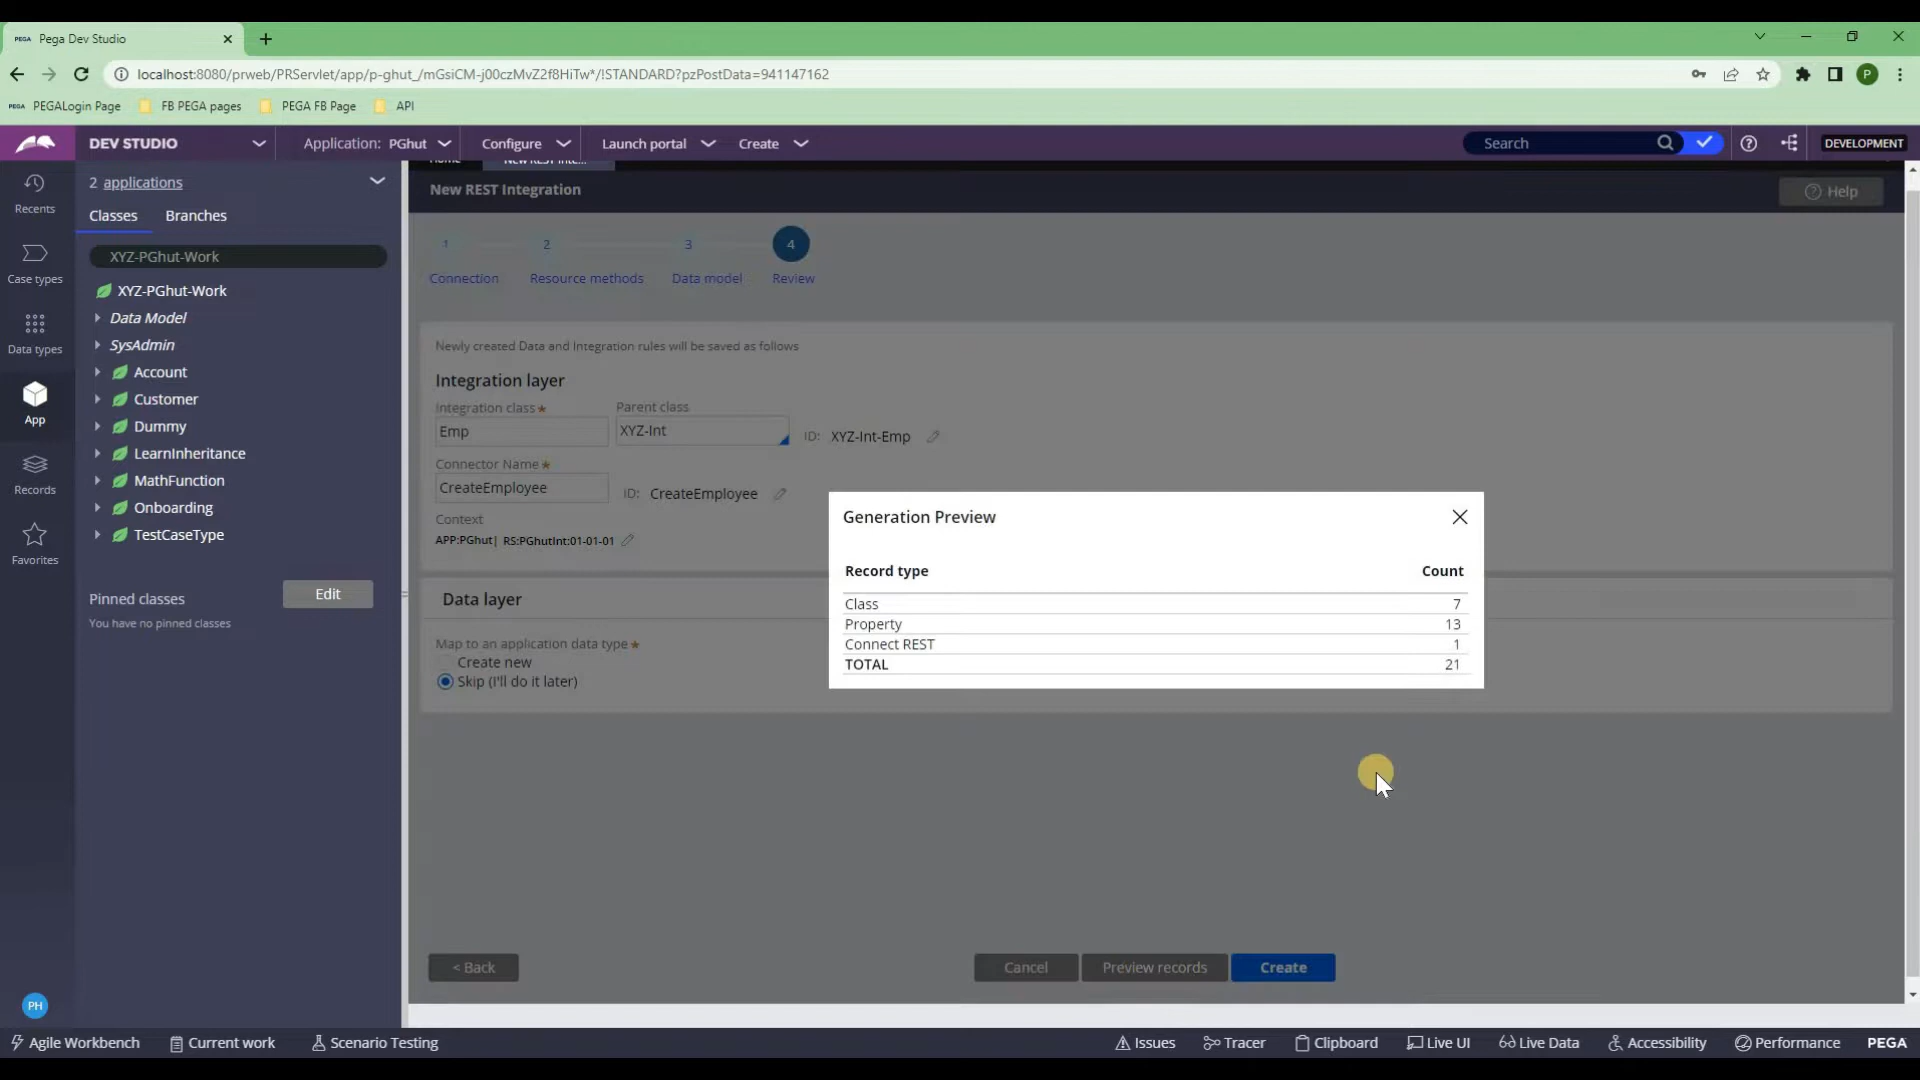 PEGA Pega Dev Studio
localhost:8080/prweb/PRServlet/app/p-ghut_/mGsiCM-j00czMvZ2f8HiTw*/!STANDARD?pzPostData=941147162
P
PEGA PEGALogin Page FB PEGA pages PEGA FB Page API
DEV STUDIO Application: PGhut Configure Launch portal Create Search DEVELOPMENT
Home New REST Inte...
New REST Integration Help
Recents
Case types
Data types
App
Records
Favorites
PH
2 applications
Classes Branches
XYZ-PGhut-Work
XYZ-PGhut-Work
Data Model
SysAdmin
Account
Customer
Dummy
LearnInheritance
MathFunction
Onboarding
TestCaseType
Pinned classes Edit
You have no pinned classes
1 2 3 4
Connection Resource methods Data model Review
Newly created Data and Integration rules will be saved as follows
Integration layer
Integration class★ Parent class
Emp XYZ-Int ID: XYZ-Int-Emp
Connector Name★
CreateEmployee ID: CreateEmployee
Context
APP:PGhut| RS:PGhutInt:01-01-01
Data layer
Map to an application data type★
Create new
Skip (I'll do it later)
Generation Preview
Record type Count
Class 7
Property 13
Connect REST 1
TOTAL 21
< Back Cancel Preview records Create
Agile Workbench Current work Scenario Testing Issues Tracer Clipboard Live UI Live Data Accessibility Performance PEGA